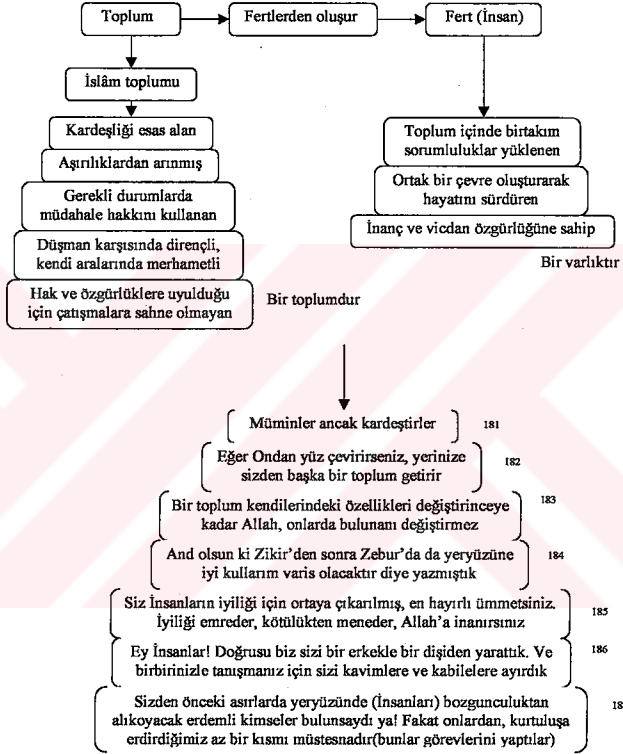 Toplum
Fertlerden oluşur
Fert (İnsan)
İslâm toplumu
Kardeşliği esas alan
Aşırılıklardan arınmış
Gerekli durumlarda
müdahale hakkını kullanan
Düşman karşısında dirençli,
kendi aralarında merhametli
Hak ve özgürlüklere uyulduğu
için çatışmalara sahne olmayan
Bir toplumdur
Toplum içinde birtakım
sorumluluklar yüklenen
Ortak bir çevre oluşturarak
hayatını sürdüren
İnanç ve vicdan özgürlüğüne sahip
Bir varlıktır
Müminler ancak kardeştirler 181
Eğer Ondan yüz çevirirseniz, yerinize
sizden başka bir toplum getirir 182
Bir toplum kendilerindeki özellikleri değiştirinceye
kadar Allah, onlarda bulunanı değiştirmez 183
And olsun ki Zikir’den sonra Zebur’da da yeryüzüne
iyi kullarım varis olacaktır diye yazmıştık 184
Siz İnsanların iyiliği için ortaya çıkarılmış, en hayırlı ümmetsiniz.
İyiliği emreder, kötülükten meneder, Allah’a inanırsınız 185
Ey İnsanlar! Doğrusu biz sizi bir erkekle bir dişiden yarattık. Ve
birbirinizle tanışmanız için sizi kavimlere ve kabilelere ayırdık 186
Sizden önceki asırlarda yeryüzünde (İnsanları) bozgunculuktan
alıkoyacak erdemli kimseler bulunsaydı ya! Fakat onlardan, kurtuluşa
erdirdiğimiz az bir kısmı müstesnadır(bunlar görevlerini yaptılar)